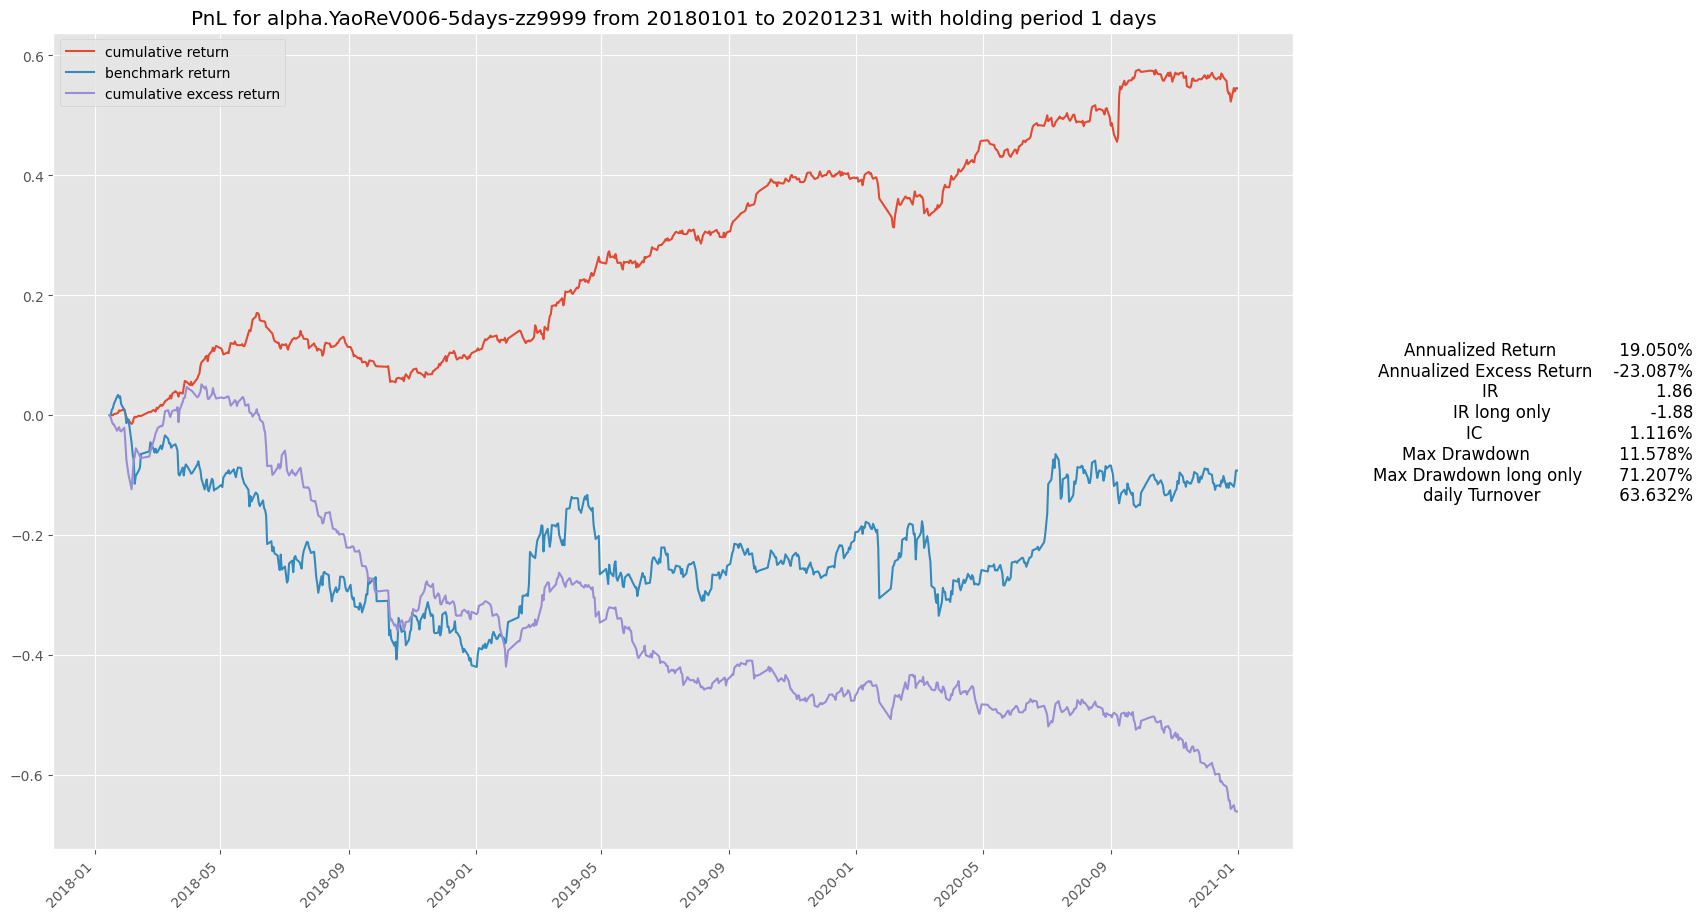 PnL for alpha.YaoReV006-5days-zz9999 from 20180101 to 20201231 with holding period 1 days
cumulative return
benchmark return
cumulative excess return
0.6
0.4
0.2
0.0
−0.2
−0.4
−0.6
2018-01
2018-05
2018-09
2019-01
2019-05
2019-09
2020-01
2020-05
2020-09
2021-01
Annualized Return 19.050%
Annualized Excess Return -23.087%
IR 1.86
IR long only -1.88
IC 1.116%
Max Drawdown 11.578%
Max Drawdown long only 71.207%
daily Turnover 63.632%